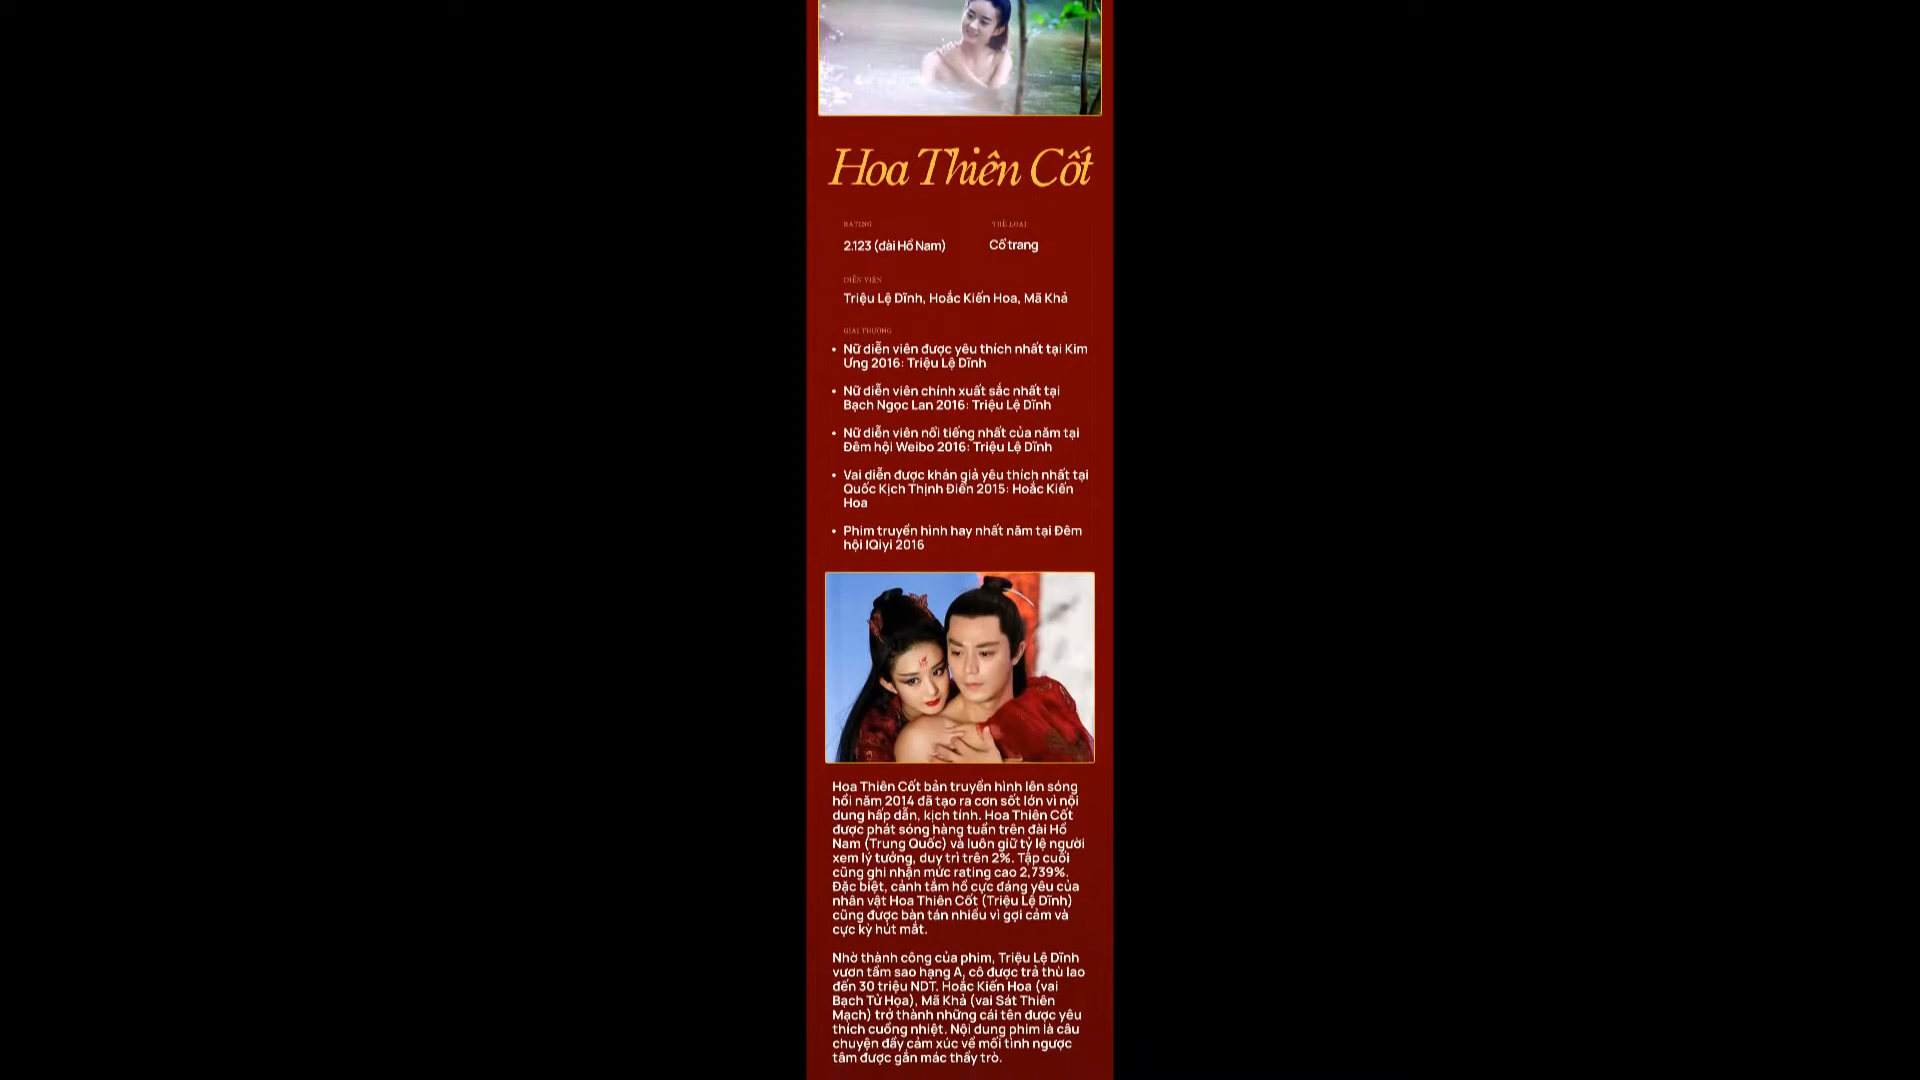 Hoa Thiên Cốt
RATING
THỂ LOẠI
2.123 (đài Hồ Nam)
Cổ trang
DIỄN VIÊN
Triệu Lệ Dĩnh, Hoắc Kiến Hoa, Mã Khả
GIẢI THƯỞNG
• Nữ diễn viên được yêu thích nhất tại Kim
Ưng 2016: Triệu Lệ Dĩnh
• Nữ diễn viên chính xuất sắc nhất tại
Bạch Ngọc Lan 2016: Triệu Lệ Dĩnh
• Nữ diễn viên nổi tiếng nhất của năm tại
Đêm hội Weibo 2016: Triệu Lệ Dĩnh
• Vai diễn được khán giả yêu thích nhất tại
Quốc Kịch Thịnh Điển 2015: Hoắc Kiến
Hoa
• Phim truyền hình hay nhất năm tại Đêm
hội IQiyi 2016
Hoa Thiên Cốt bản truyền hình lên sóng
hồi năm 2014 đã tạo ra cơn sốt lớn vì nội
dung hấp dẫn, kịch tính. Hoa Thiên Cốt
được phát sóng hàng tuần trên đài Hồ
Nam (Trung Quốc) và luôn giữ tỷ lệ người
xem lý tưởng, duy trì trên 2%. Tập cuối
cũng ghi nhận mức rating cao 2,739%.
Đặc biệt, cảnh tắm hồ cực đáng yêu của
nhân vật Hoa Thiên Cốt (Triệu Lệ Dĩnh)
cũng được bàn tán nhiều vì gợi cảm và
cực kỳ hút mắt.
Nhờ thành công của phim, Triệu Lệ Dĩnh
vươn tầm sao hạng A, cô được trả thù lao
đến 30 triệu NDT. Hoắc Kiến Hoa (vai
Bạch Tử Họa), Mã Khả (vai Sát Thiên
Mạch) trở thành những cái tên được yêu
thích cuồng nhiệt. Nội dung phim là câu
chuyện đầy cảm xúc về mối tình ngược
tâm được gắn mác thầy trò.